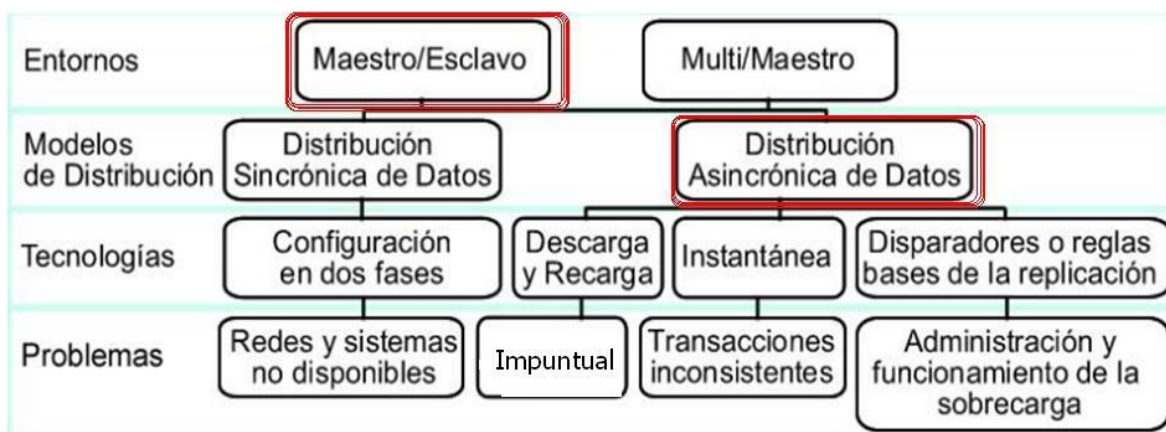 Entornos
Maestro/Esclavo
Multi/Maestro
Modelos
de Distribución
Distribución
Sincrónica de Datos
Distribución
Asincrónica de Datos
Tecnologías
Configuración
en dos fases
Descarga
y Recarga
Instantánea
Disparadores o reglas
bases de la replicación
Problemas
Redes y sistemas
no disponibles
Impuntual
Transacciones
inconsistentes
Administración y
funcionamiento de la
sobrecarga